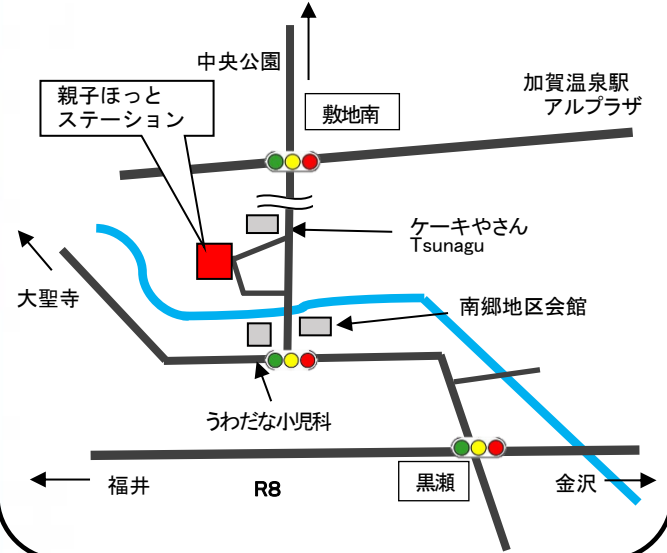 中央公園
加賀温泉駅
アルプラザ
親子ほっと
ステーション
敷地南
ケーキやさん
Tsunagu
大聖寺
南郷地区会館
うわだな小児科
福井
R8
黒瀬
金沢